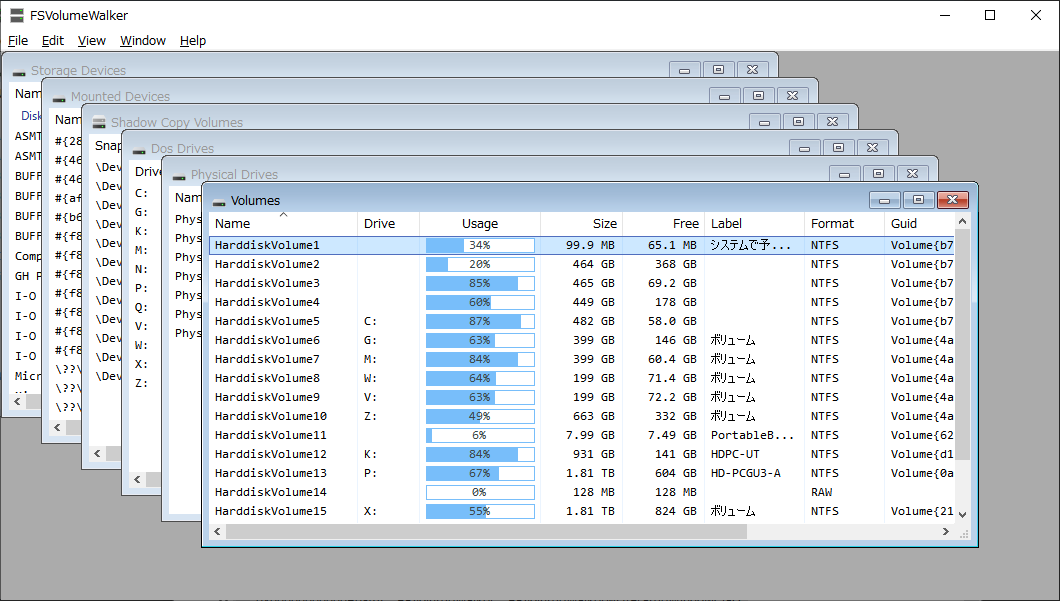 FSVolumeWalker
File Edit View Window Help
Storage Devices
Nam
Disk
ASMT
ASMT
BUFF
BUFF
BUFF
BUFF
Comp
GH P
I-O
I-O
I-O
I-O
Micr
Mounted Devices
Nam
#{28
#{46
#{46
#{af
#{b6
#{f8
#{f8
#{f8
#{f8
#{f8
#{f8
#{f8
\??\
\??\
\??\
Shadow Copy Volumes
Snap
\Dev
\Dev
\Dev
\Dev
\Dev
\Dev
\Dev
\Dev
\Dev
\Dev
\Dev
\Dev
Dos Drives
Drive
C:
G:
K:
M:
N:
P:
Q:
V:
W:
X:
Z:
Physical Drives
Nam
Phys
Phys
Phys
Phys
Phys
Phys
Phys
Volumes
Name Drive Usage Size Free Label Format Guid
HarddiskVolume1 34% 99.9 MB 65.1 MB システムで予... NTFS Volume{b7
HarddiskVolume2 20% 464 GB 368 GB NTFS Volume{b7
HarddiskVolume3 85% 465 GB 69.2 GB NTFS Volume{b7
HarddiskVolume4 60% 449 GB 178 GB NTFS Volume{b7
HarddiskVolume5 C: 87% 482 GB 58.0 GB NTFS Volume{b7
HarddiskVolume6 G: 63% 399 GB 146 GB ボリューム NTFS Volume{4a
HarddiskVolume7 M: 84% 399 GB 60.4 GB ボリューム NTFS Volume{4a
HarddiskVolume8 W: 64% 199 GB 71.4 GB ボリューム NTFS Volume{4a
HarddiskVolume9 V: 63% 199 GB 72.2 GB ボリューム NTFS Volume{4a
HarddiskVolume10 Z: 49% 663 GB 332 GB ボリューム NTFS Volume{4a
HarddiskVolume11 6% 7.99 GB 7.49 GB PortableB... NTFS Volume{62
HarddiskVolume12 K: 84% 931 GB 141 GB HDPC-UT NTFS Volume{d1
HarddiskVolume13 P: 67% 1.81 TB 604 GB HD-PCGU3-A NTFS Volume{0a
HarddiskVolume14 0% 128 MB 128 MB RAW
HarddiskVolume15 X: 55% 1.81 TB 824 GB ボリューム NTFS Volume{21